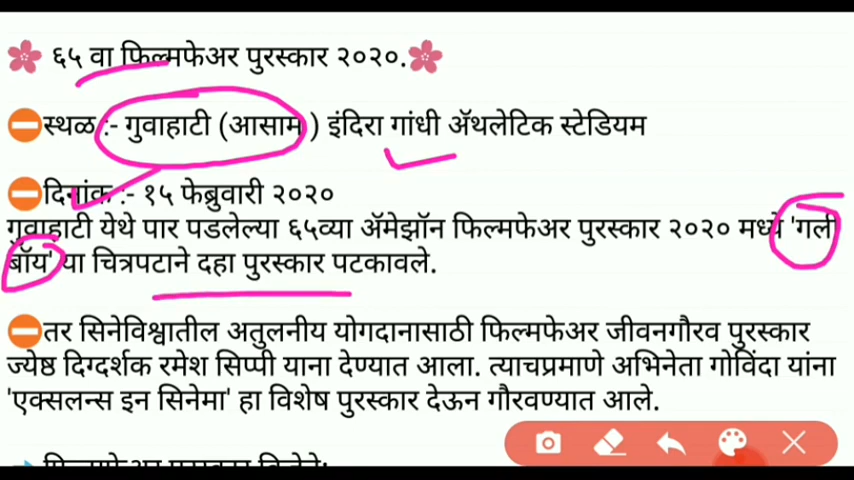 ६५ वा फिल्मफेअर पुरस्कार २०२०.
स्थळ :- गुवाहाटी (आसाम ) इंदिरा गांधी ॲथलेटिक स्टेडियम
दिनांक :- १५ फेब्रुवारी २०२०
गुवाहाटी येथे पार पडलेल्या ६५व्या ॲमेझॉन फिल्मफेअर पुरस्कार २०२० मध्ये 'गली
बॉय' या चित्रपटाने दहा पुरस्कार पटकावले.
तर सिनेविश्वातील अतुलनीय योगदानासाठी फिल्मफेअर जीवनगौरव पुरस्कार
ज्येष्ठ दिग्दर्शक रमेश सिप्पी याना देण्यात आला. त्याचप्रमाणे अभिनेता गोविंदा यांना
'एक्सलन्स इन सिनेमा' हा विशेष पुरस्कार देऊन गौरवण्यात आले.